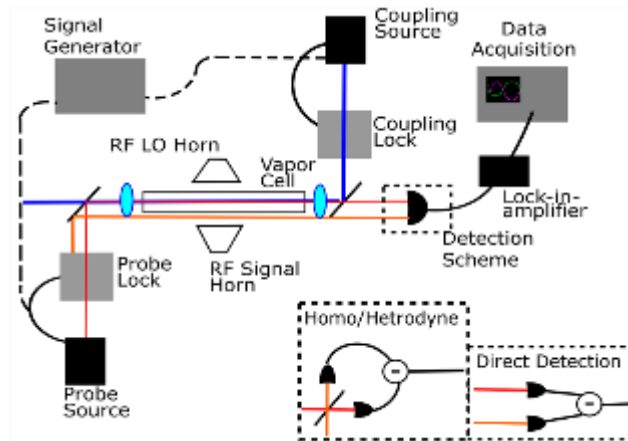 Signal
Generator
Coupling
Source
Data
Acquisition
RF LO Horn
Vapor
Cell
Coupling
Lock
Lock-in-
amplifier
Probe
Lock
RF Signal
Horn
Detection
Scheme
Probe
Source
Homo/Hetrodyne
Direct Detection
-
-